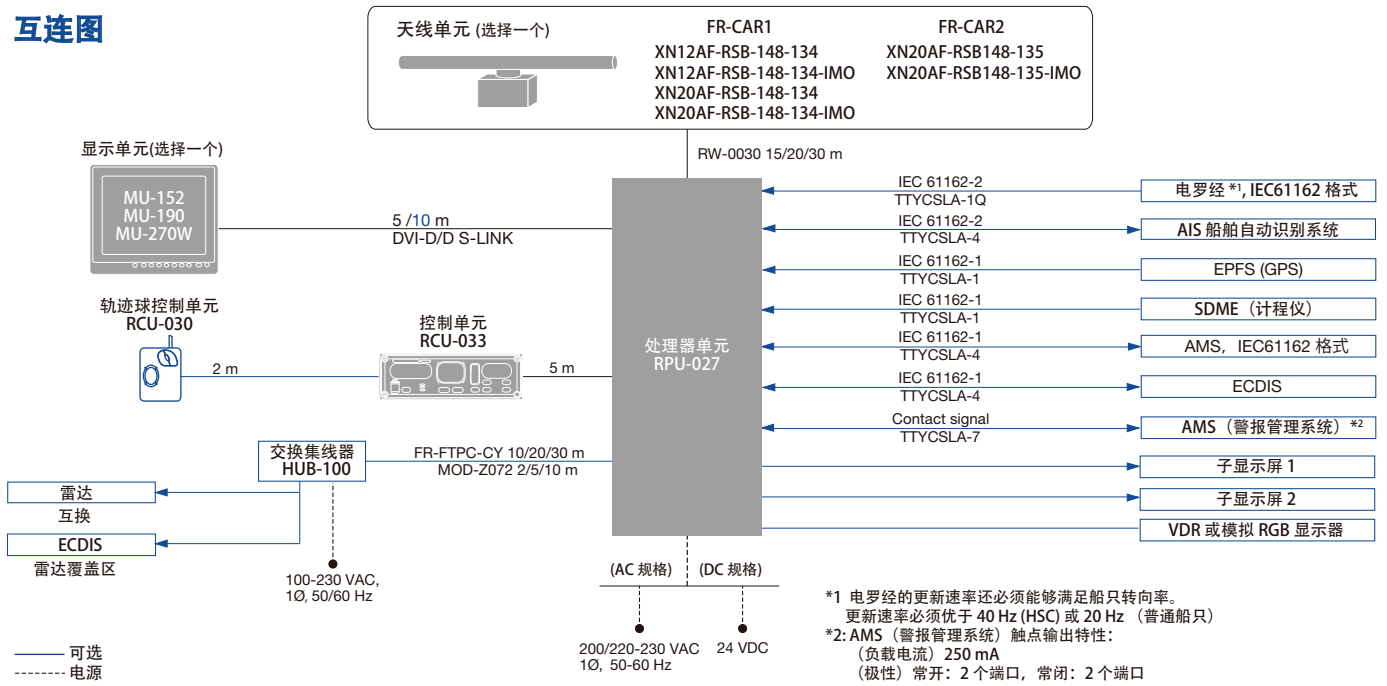 互连图
天线单元 (选择一个)
FR-CAR1
XN12AF-RSB-148-134
XN12AF-RSB-148-134-IMO
XN20AF-RSB-148-134
XN20AF-RSB-148-134-IMO
FR-CAR2
XN20AF-RSB148-135
XN20AF-RSB148-135-IMO
RW-0030 15/20/30 m
显示单元(选择一个)
MU-152
MU-190
MU-270W
5 /10 m
DVI-D/D S-LINK
轨迹球控制单元
RCU-030
2 m
控制单元
RCU-033
5 m
处理器单元
RPU-027
IEC 61162-2
TTYCSLA-1Q
电罗经 *1, IEC61162 格式
IEC 61162-2
TTYCSLA-4
AIS 船舶自动识别系统
IEC 61162-1
TTYCSLA-1
EPFS (GPS)
IEC 61162-1
TTYCSLA-1
SDME（计程仪）
IEC 61162-1
TTYCSLA-4
AMS，IEC61162 格式
IEC 61162-1
TTYCSLA-4
ECDIS
Contact signal
TTYCSLA-7
AMS（警报管理系统）*2
子显示屏 1
子显示屏 2
VDR 或模拟 RGB 显示器
交换集线器
HUB-100
FR-FTPC-CY 10/20/30 m
MOD-Z072 2/5/10 m
雷达
互换
ECDIS
雷达覆盖区
100-230 VAC,
1Ø, 50/60 Hz
(AC 规格)
(DC 规格)
200/220-230 VAC
1Ø, 50-60 Hz
24 VDC
*1 电罗经的更新速率还必须能够满足船只转向率。
更新速率必须优于 40 Hz (HSC) 或 20 Hz （普通船只）
*2: AMS（警报管理系统）触点输出特性：
（负载电流）250 mA
（极性）常开：2 个端口，常闭：2 个端口
可选
电源